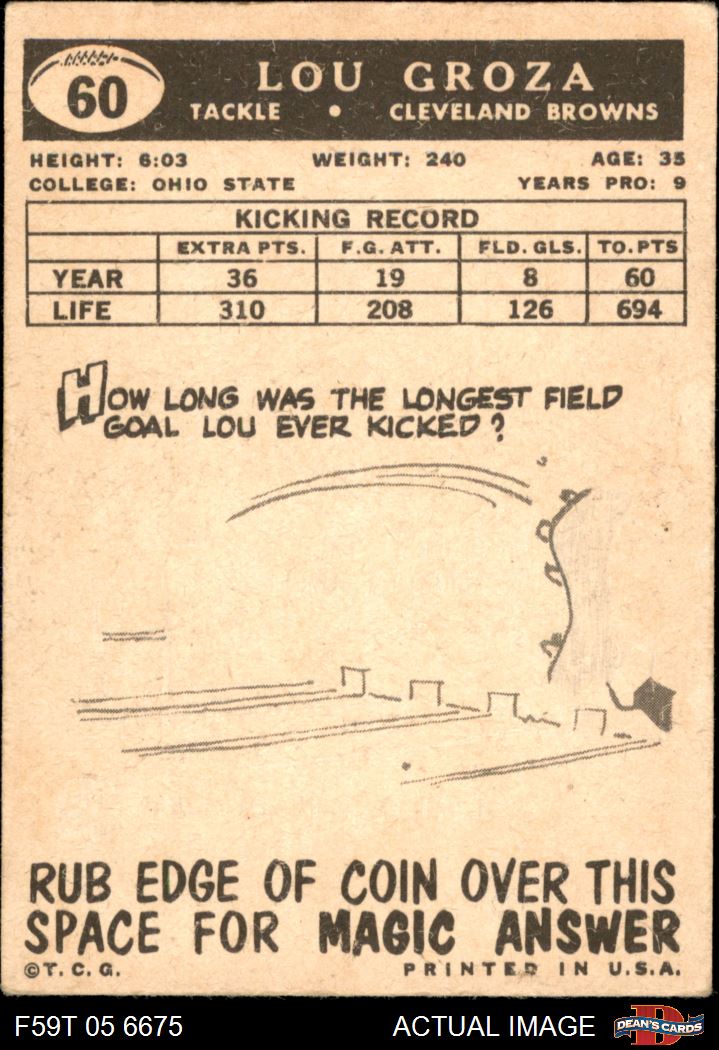 60
LOU GROZA
TACKLE • CLEVELAND BROWNS
HEIGHT: 6:03 WEIGHT: 240 AGE: 35
COLLEGE: OHIO STATE YEARS PRO: 9
KICKING RECORD
EXTRA PTS. F.G. ATT. FLD. GLS. TO. PTS
YEAR 36 19 8 60
LIFE 310 208 126 694
HOW LONG WAS THE LONGEST FIELD
GOAL LOU EVER KICKED?
RUB EDGE OF COIN OVER THIS
SPACE FOR MAGIC ANSWER
©T.C.G. PRINTED IN U.S.A.
F59T 05 6675 ACTUAL IMAGE DEAN'S CARDS